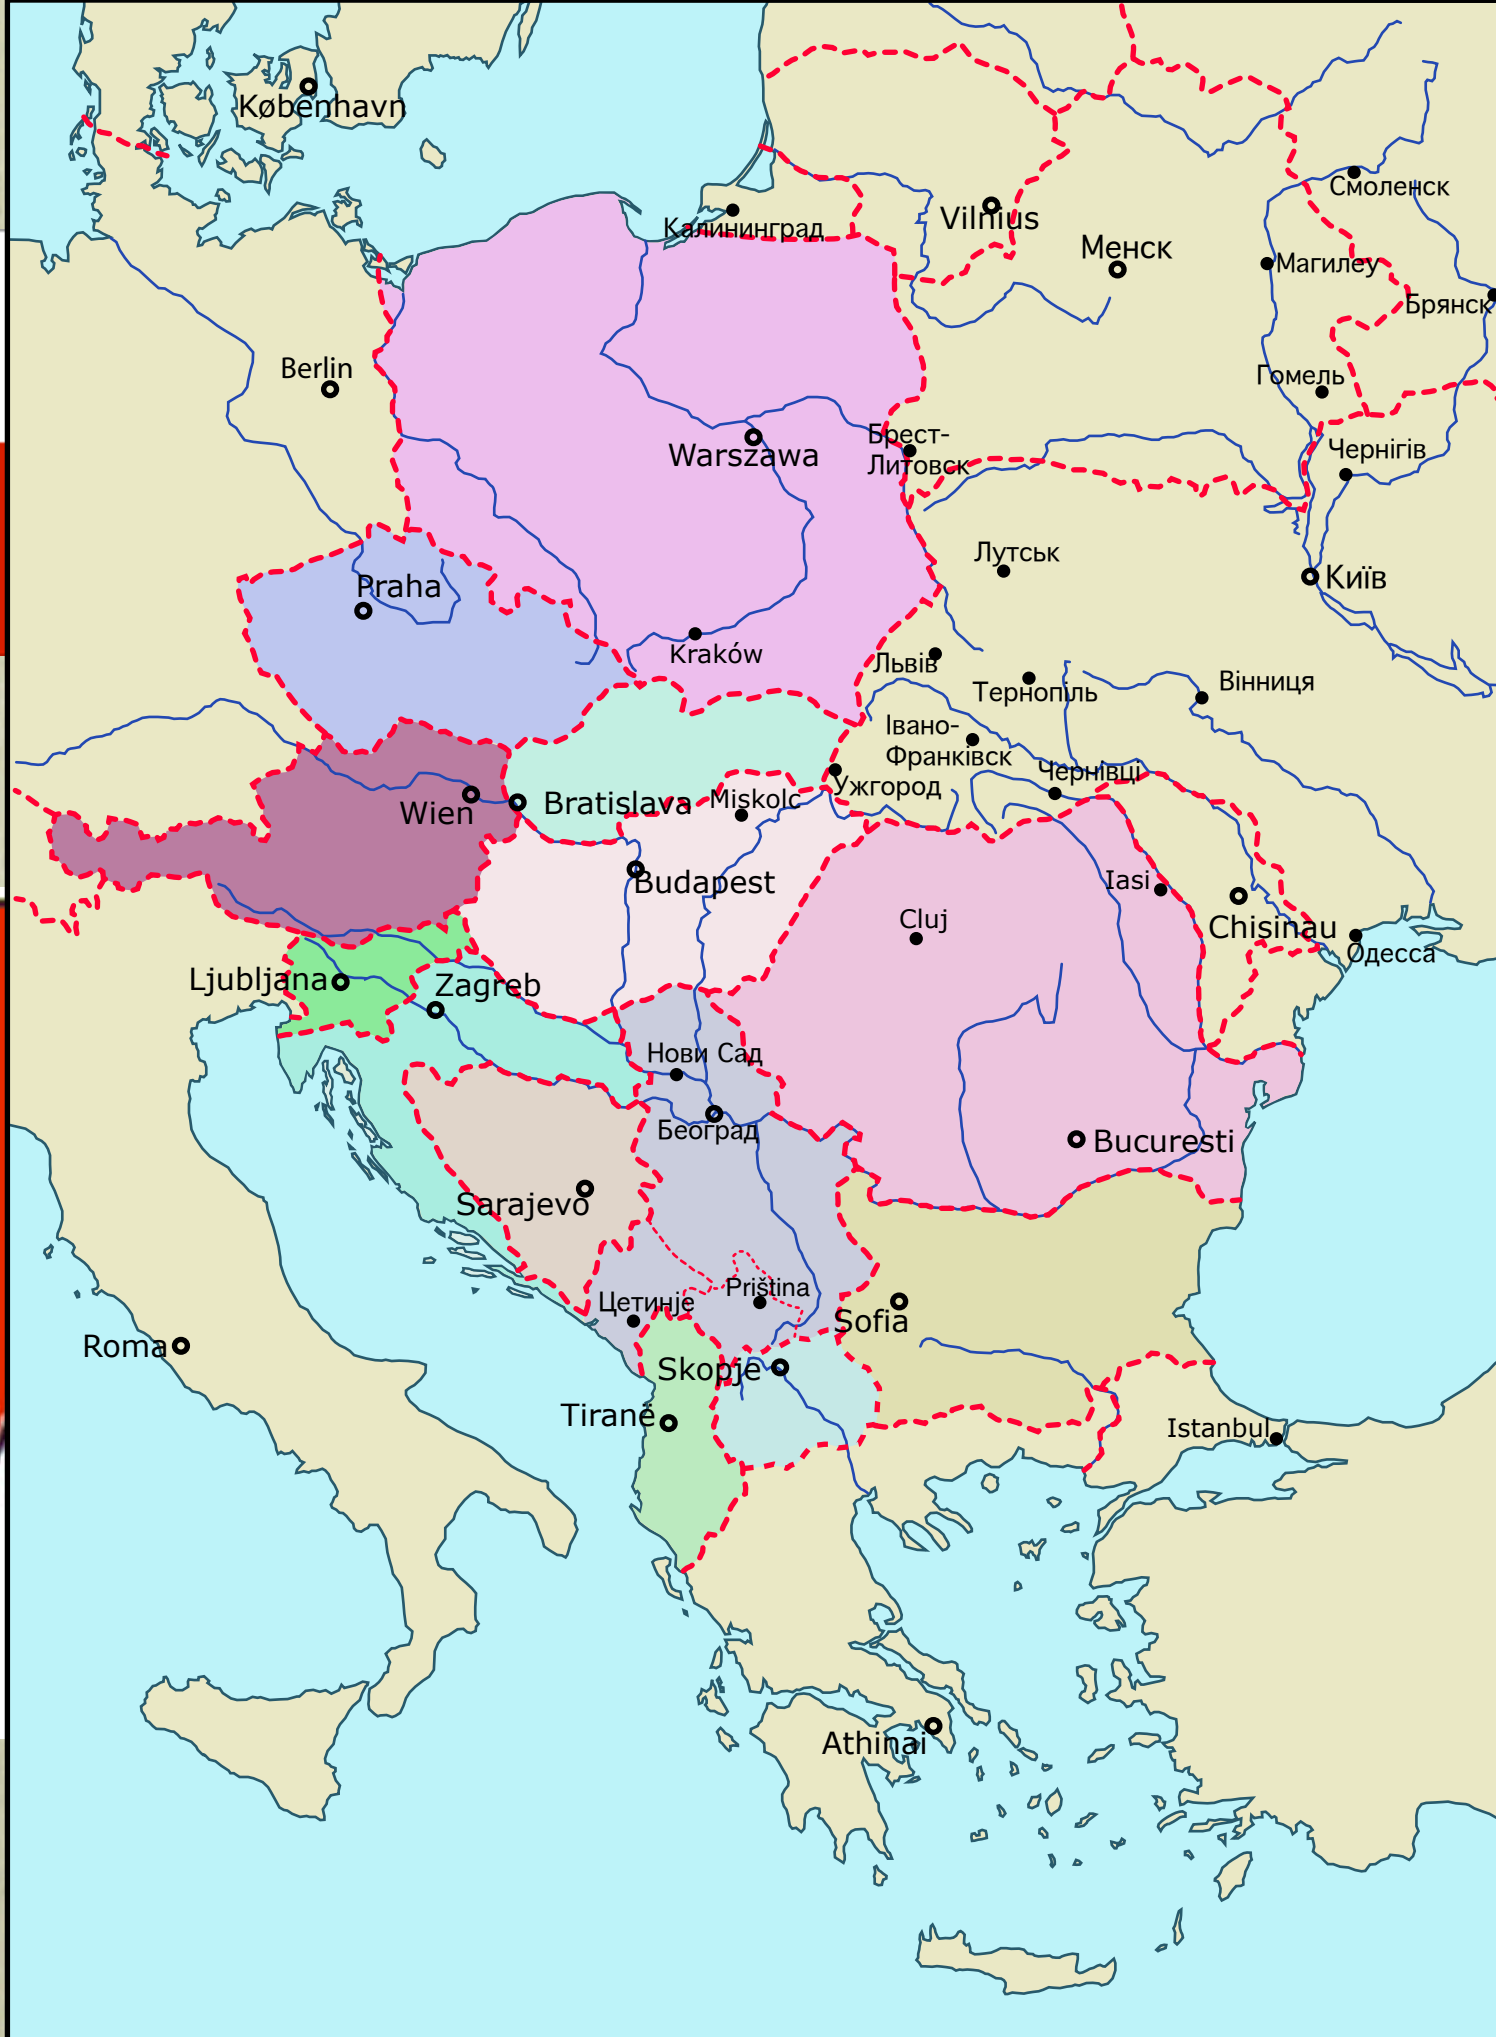 København
Смоленск
Калининград
Vilnius
Менск
Магилеу
Брянск
Berlin
Гомель
Warszawa
Брест-
Литовск
Чернігів
Лутськ
Київ
Praha
Kraków
Львів
Тернопіль
Вінниця
Івано-
Франківск
Чернівці
Ужгород
Wien
Bratislava
Miskolc
Budapest
Iasi
Cluj
Chisinau
Одесса
Ljubljana
Zagreb
Нови Сад
Београд
Bucuresti
Sarajevo
Priština
Цетинје
Sofia
Roma
Skopje
Tiranë
Istanbul
Athinai